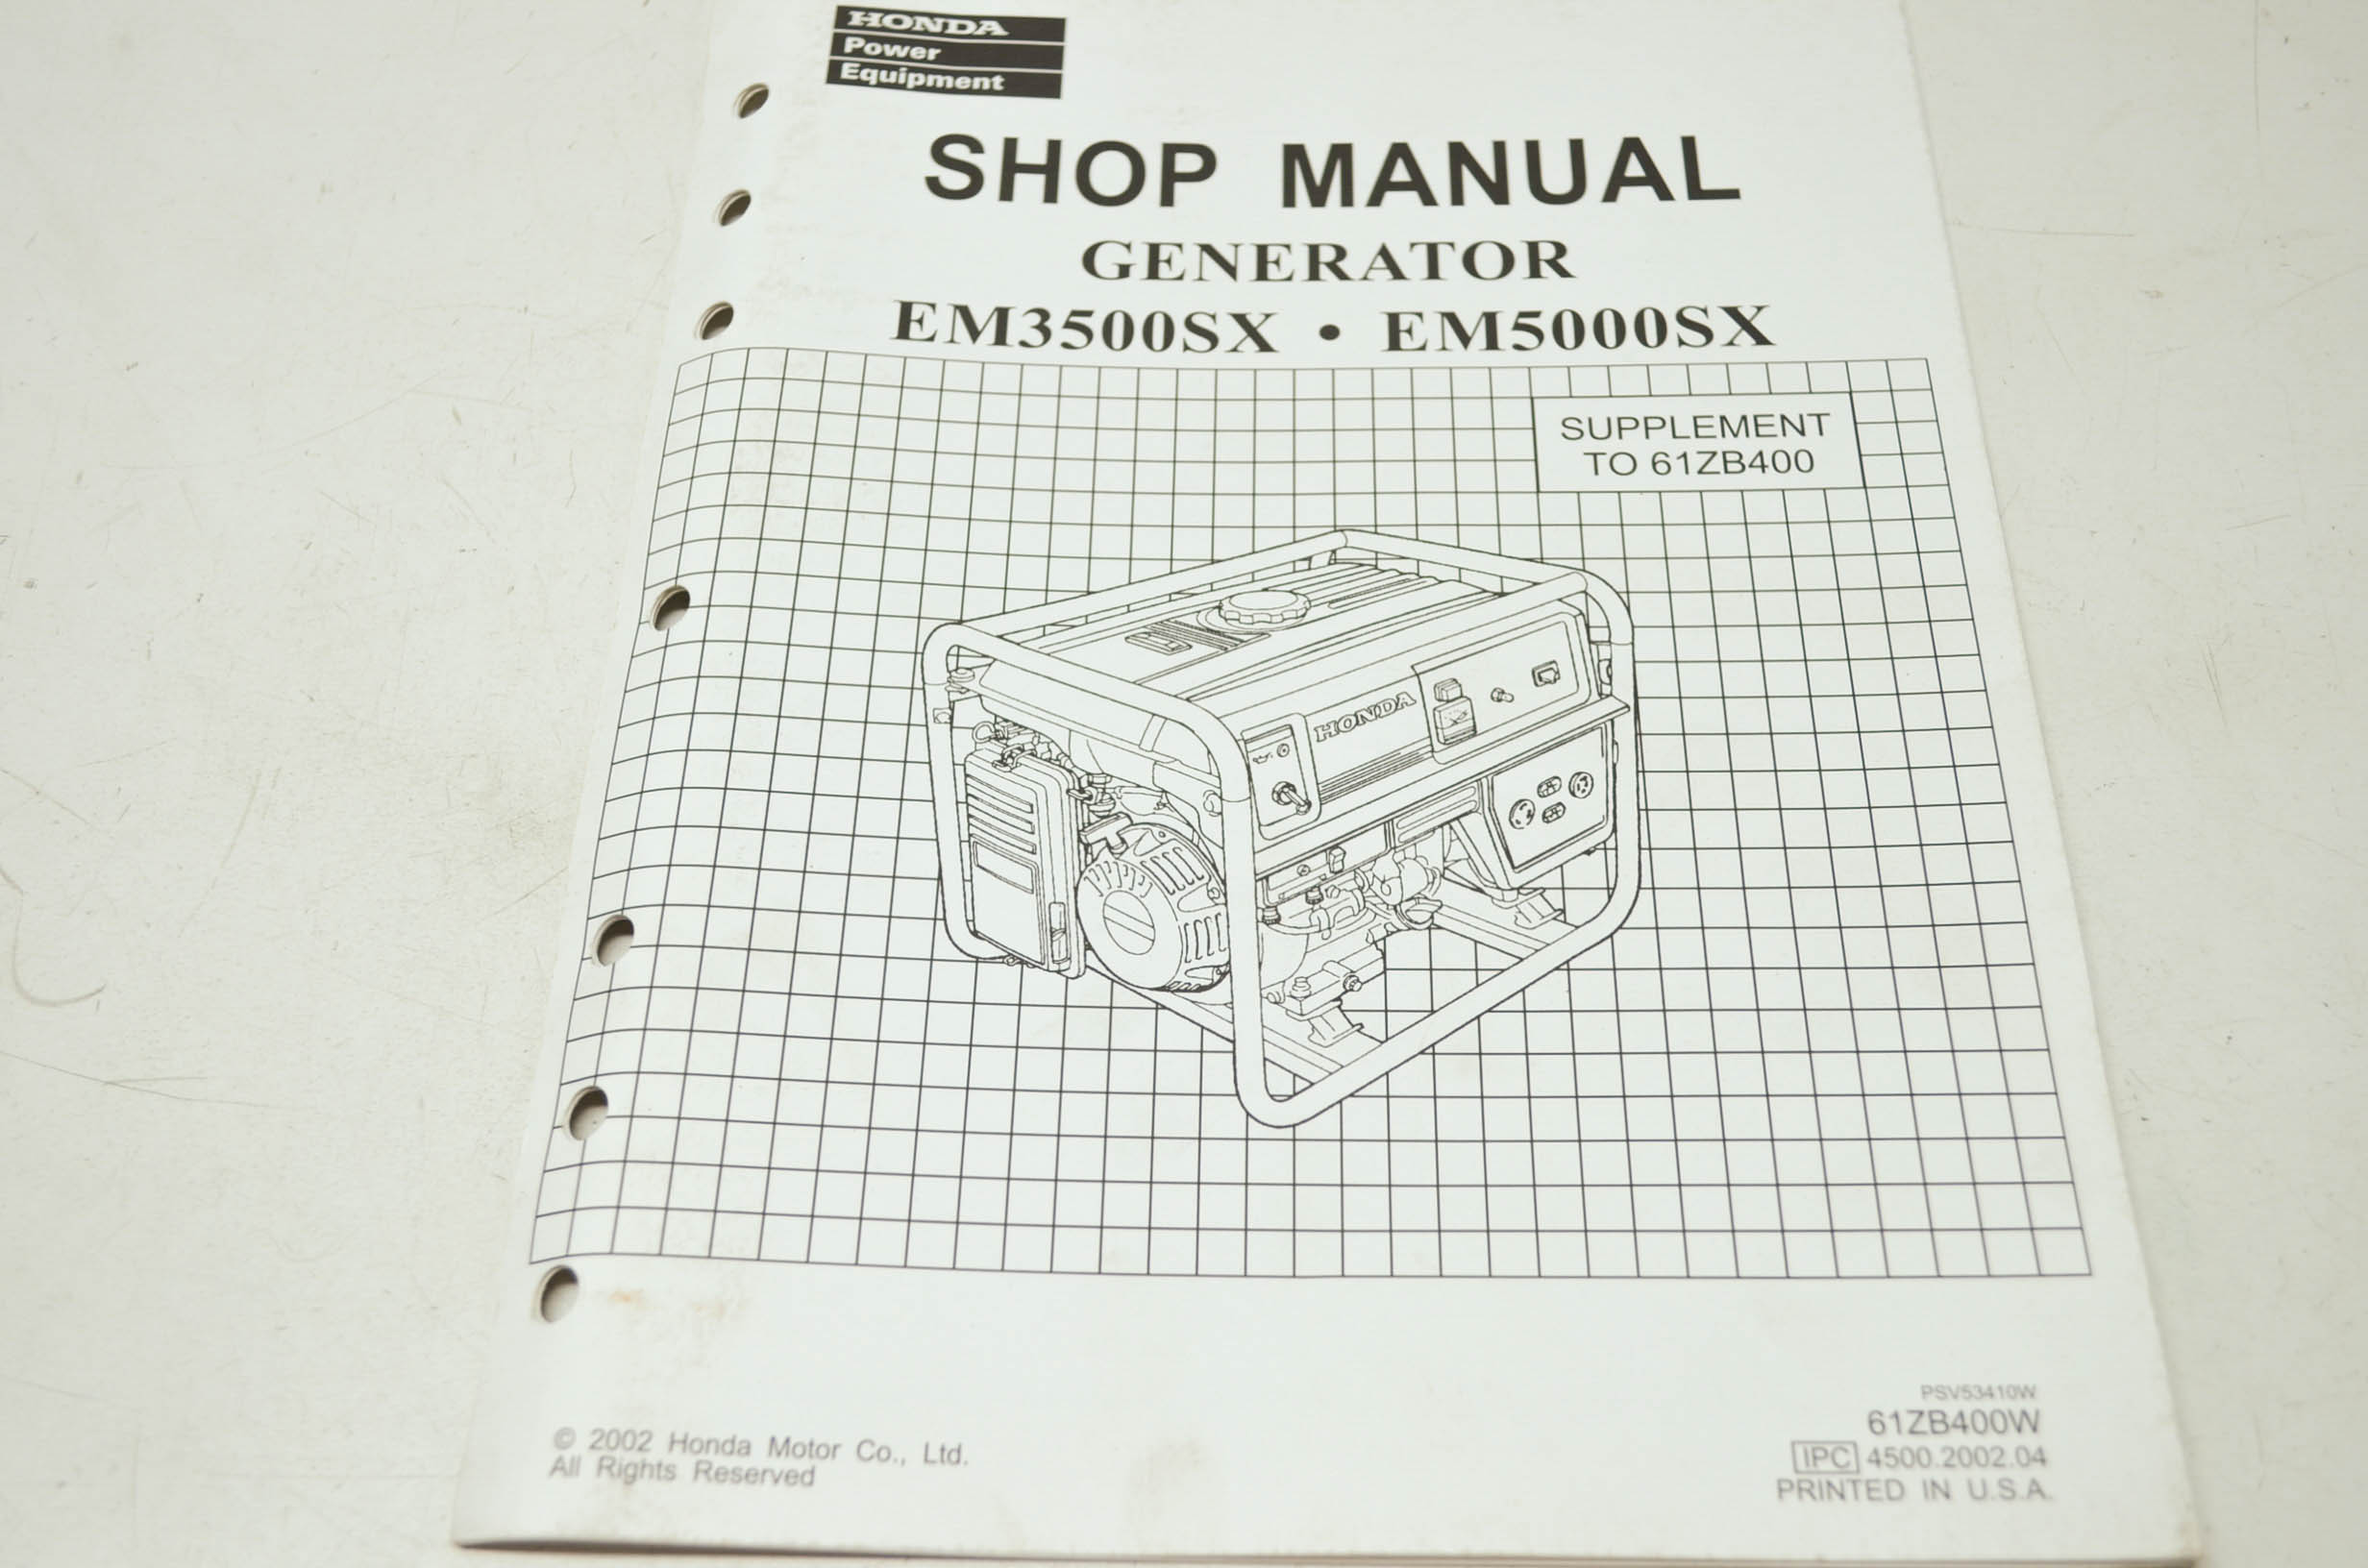 HONDA
Power
Equipment
SHOP MANUAL
GENERATOR
EM3500SX • EM5000SX
SUPPLEMENT
TO 61ZB400
HONDA
© 2002 Honda Motor Co., Ltd.
All Rights Reserved
PSV53410W
61ZB400W
IPC 4500.2002.04
PRINTED IN U.S.A.